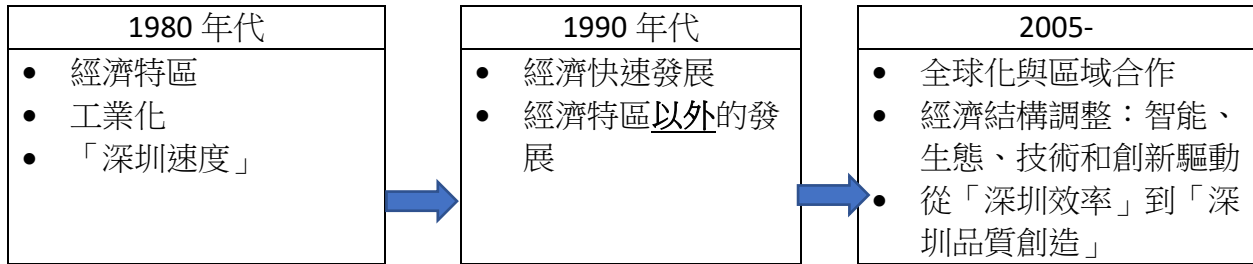 1980 年代
• 經濟特區
• 工業化
• 「深圳速度」
1990 年代
• 經濟快速發展
• 經濟特區以外的發
展
2005-
• 全球化與區域合作
• 經濟結構調整：智能、
生態、技術和創新驅動
• 從「深圳效率」到「深
圳品質創造」